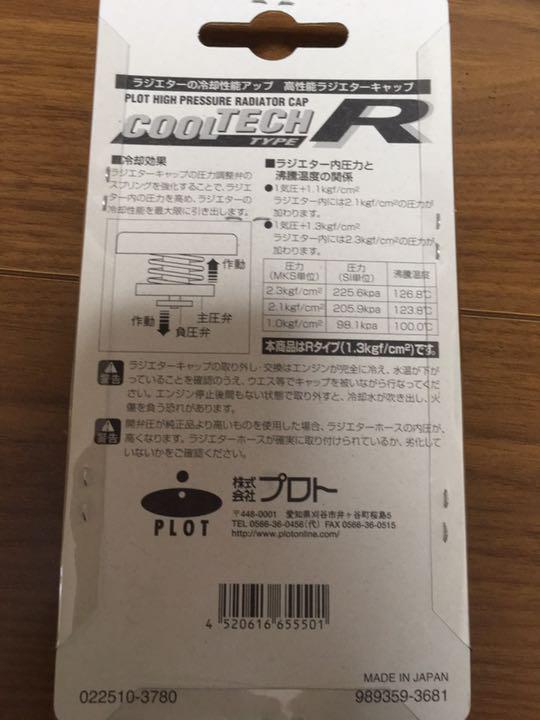 ラジエターの冷却性能アップ 高性能ラジエターキャップ
PLOT HIGH PRESSURE RADIATOR CAP
COOLTECH R
TYPE
■冷却効果
ラジエターキャップの圧力調整弁の
スプリングを強化することで、ラジエ
ター内の圧力を高め、ラジエターの
冷却性能を最大限に引き出します。
作動
主圧弁
作動
負圧弁
■ラジエター内圧力と
沸騰温度の関係
●1気圧+1.1kgf/cm²
ラジエター内には2.1kgf/cm²の圧力が
加わります。
●1気圧+1.3kgf/cm²
ラジエター内には2.3kgf/cm²の圧力が
加わります。
圧力 圧力 沸騰温度
(MKS単位) (SI単位)
2.3kgf/cm² 225.6kpa 126.8℃
2.1kgf/cm² 205.9kpa 123.8℃
1.0kgf/cm² 98.1kpa 100.0℃
本商品はRタイプ(1.3kgf/cm²)です。
警告
ラジエターキャップの取り外し・交換はエンジンが完全に冷え、水温が下が
っていることを確認のうえ、ウエス等でキャップを被いながら行なってくだ
さい。エンジン停止後間もない状態で取り外すと、冷却水が吹き出し、火
傷を負う恐れがあります。
警告
開弁圧が純正品より高いものを使用した場合、ラジエターホースの内圧が、
高くなります。ラジエターホースが確実に取り付けられているか、劣化して
いないかをご確認ください。
PLOT
株式会社プロト
〒448-0001 愛知県刈谷市井ヶ谷町桜島5
TEL 0566-36-0456(代) FAX 0566-36-0515
http://www.plotonline.com/
4 520616 655501
MADE IN JAPAN
022510-3780 989359-3681